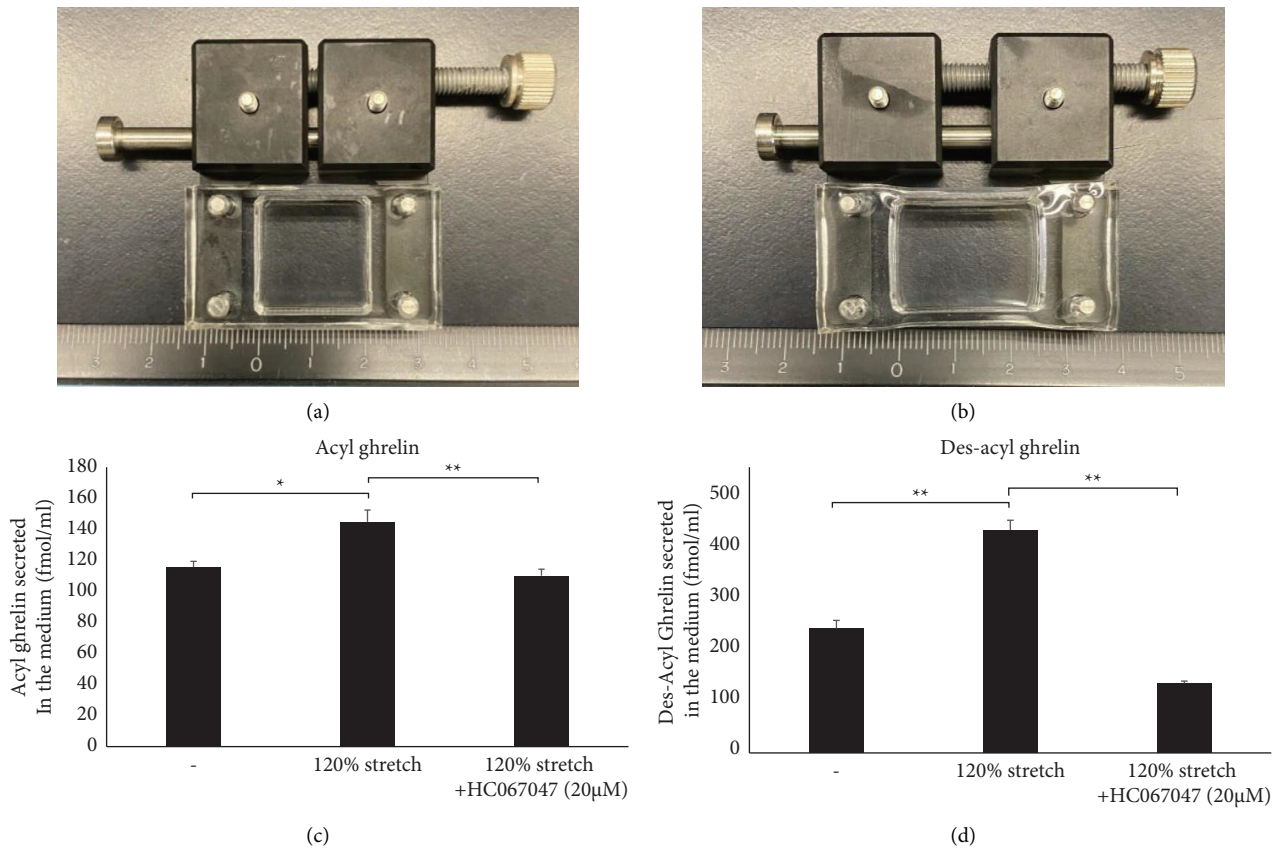 3 2 1 0 1 2 3 4 5
(a)
3 2 1 0 1 2 3 4 5
(b)
Acyl ghrelin
Acyl ghrelin secreted
In the medium (fmol/ml)
180
160
140
120
100
80
60
40
20
0
*
**
-
120% stretch
120% stretch
+HC067047 (20μM)
(c)
Des-acyl ghrelin
Des-Acyl Ghrelin secreted
in the medium (fmol/ml)
500
400
300
200
100
0
**
**
-
120% stretch
120% stretch
+HC067047 (20μM)
(d)